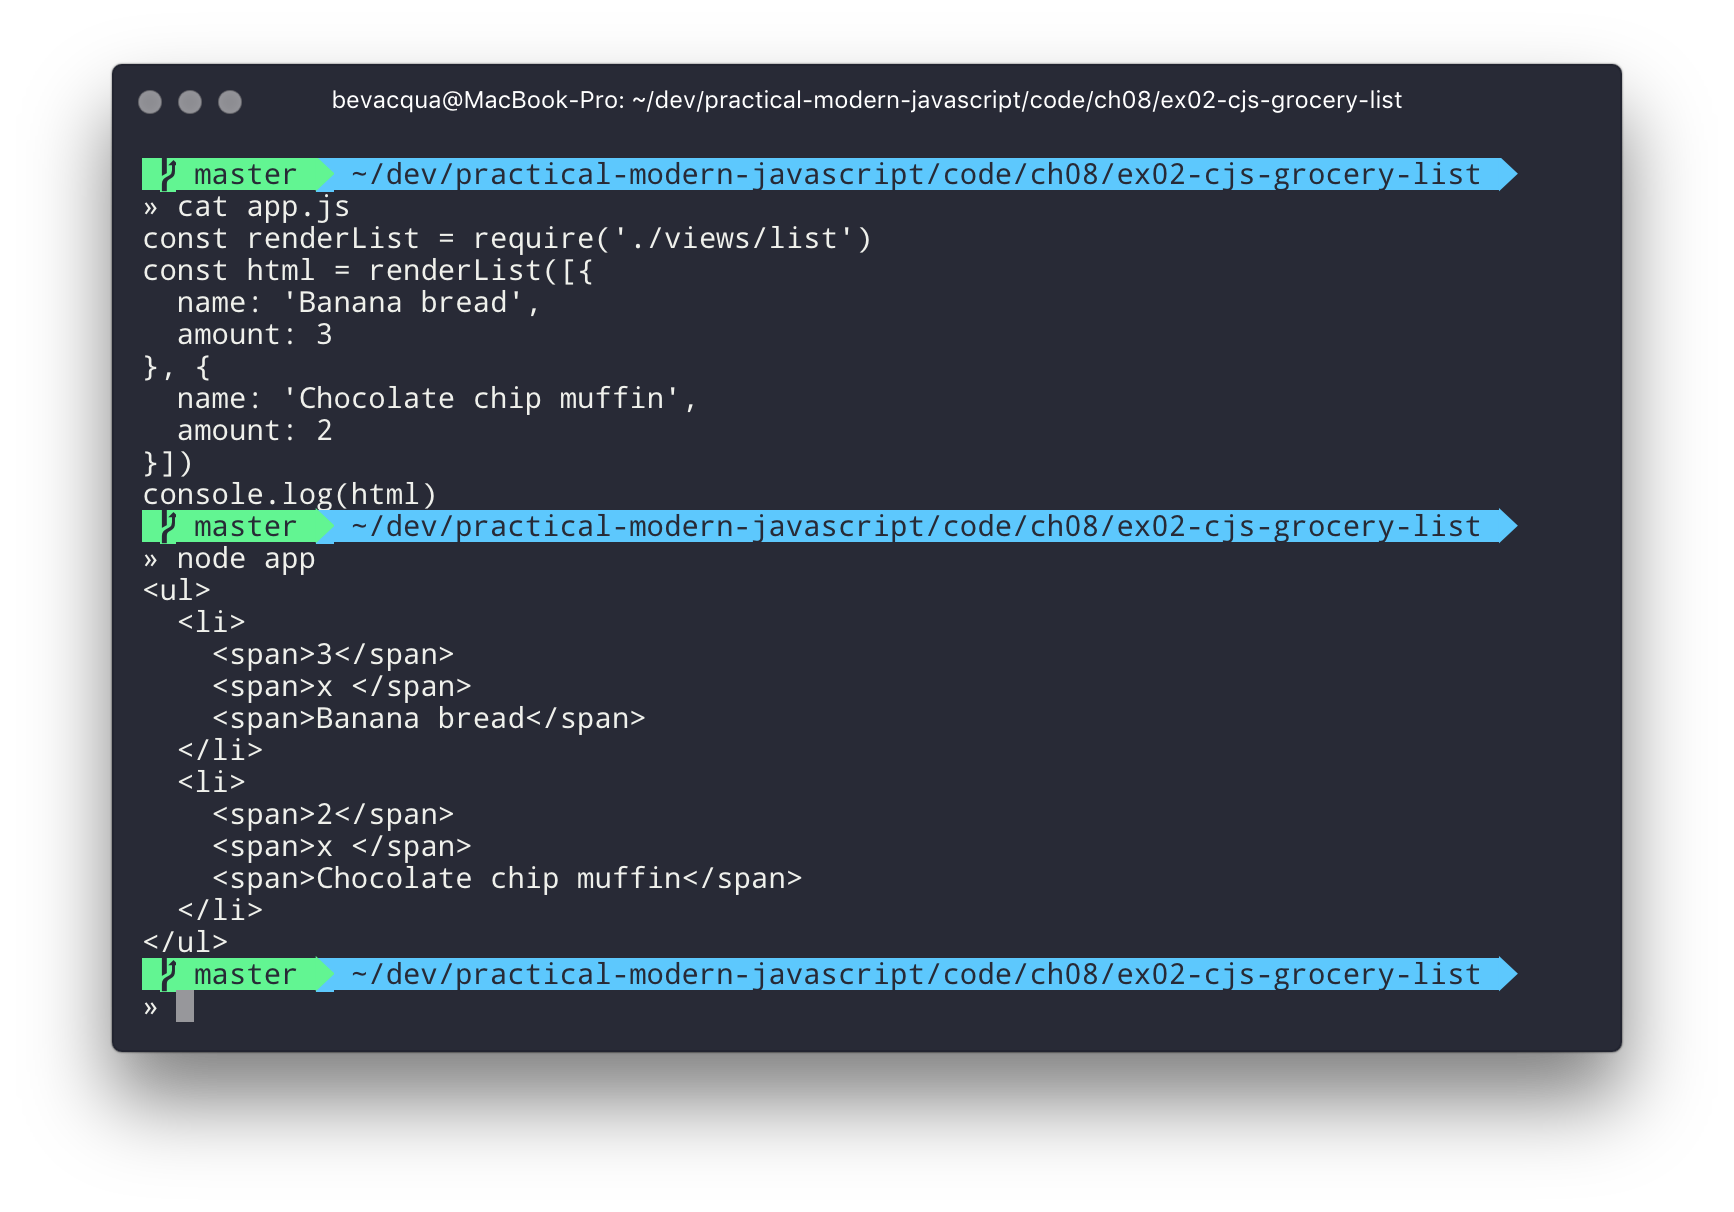 bevacqua@MacBook-Pro: ~/dev/practical-modern-javascript/code/ch08/ex02-cjs-grocery-list
master ~/dev/practical-modern-javascript/code/ch08/ex02-cjs-grocery-list
» cat app.js
const renderList = require('./views/list')
const html = renderList([{
  name: 'Banana bread',
  amount: 3
}, {
  name: 'Chocolate chip muffin',
  amount: 2
}])
console.log(html)
master ~/dev/practical-modern-javascript/code/ch08/ex02-cjs-grocery-list
» node app
<ul>
  <li>
    <span>3</span>
    <span>x </span>
    <span>Banana bread</span>
  </li>
  <li>
    <span>2</span>
    <span>x </span>
    <span>Chocolate chip muffin</span>
  </li>
</ul>
master ~/dev/practical-modern-javascript/code/ch08/ex02-cjs-grocery-list
»